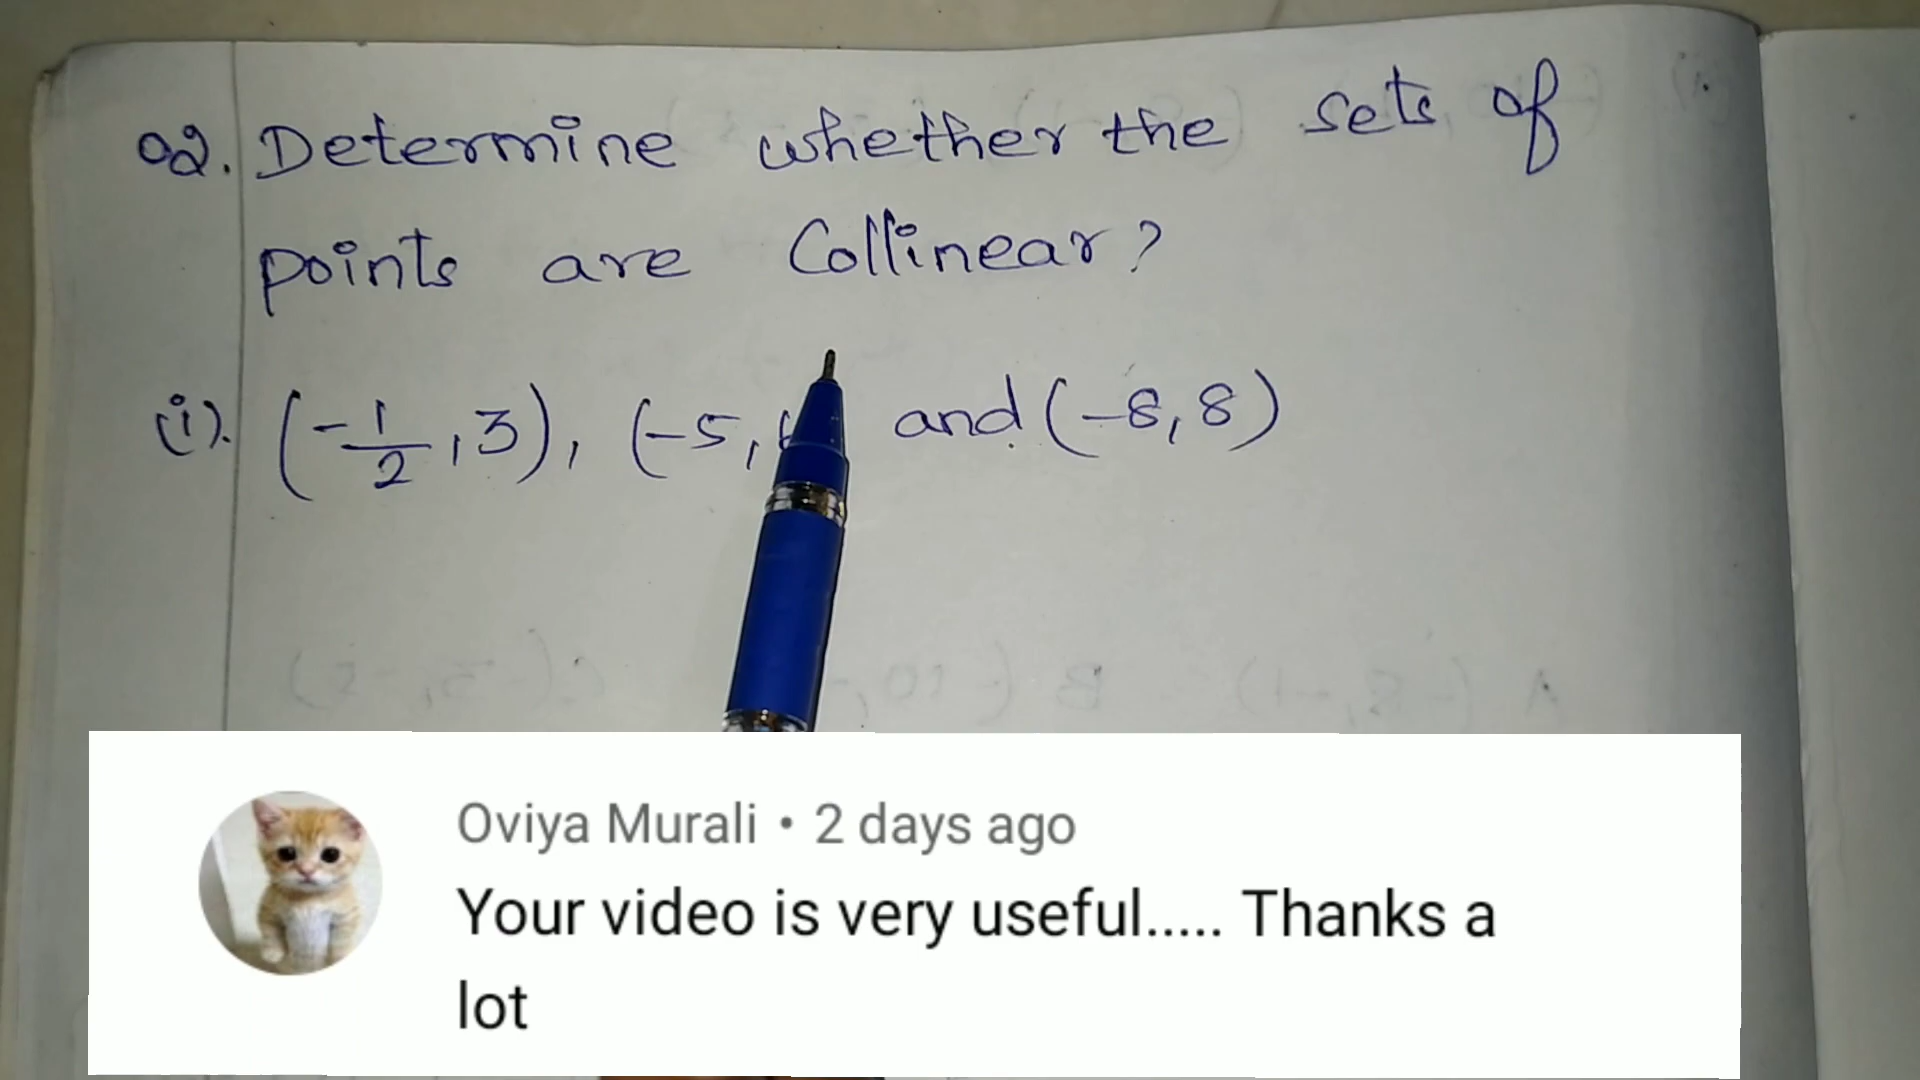 Q2. Determine whether the sets of
points are Collinear?
(i). (-1/2, 3), (-5, and (-8, 8)
Oviya Murali • 2 days ago
Your video is very useful..... Thanks a
lot